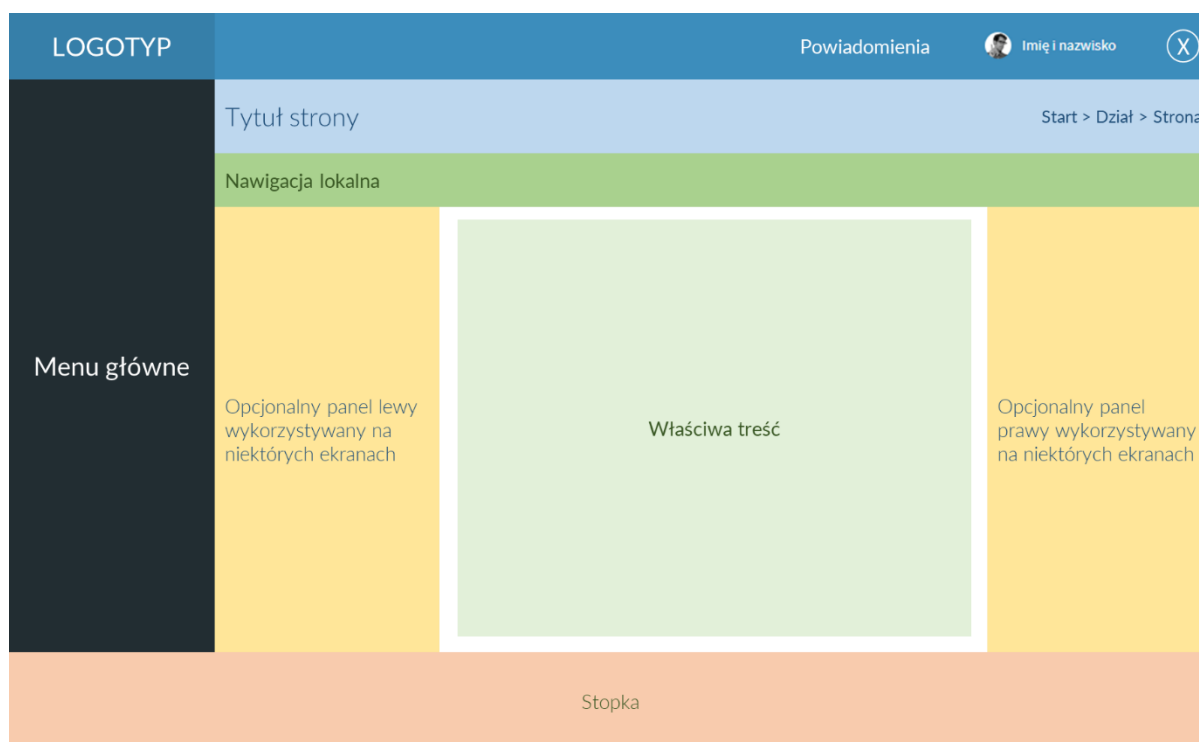 LOGOTYP
Powiadomienia
Imię i nazwisko
X
Tytuł strony
Start > Dział > Strona
Nawigacja lokalna
Menu główne
Opcjonalny panel lewy
wykorzystywany na
niektórych ekranach
Właściwa treść
Opcjonalny panel
prawy wykorzystywany
na niektórych ekranach
Stopka